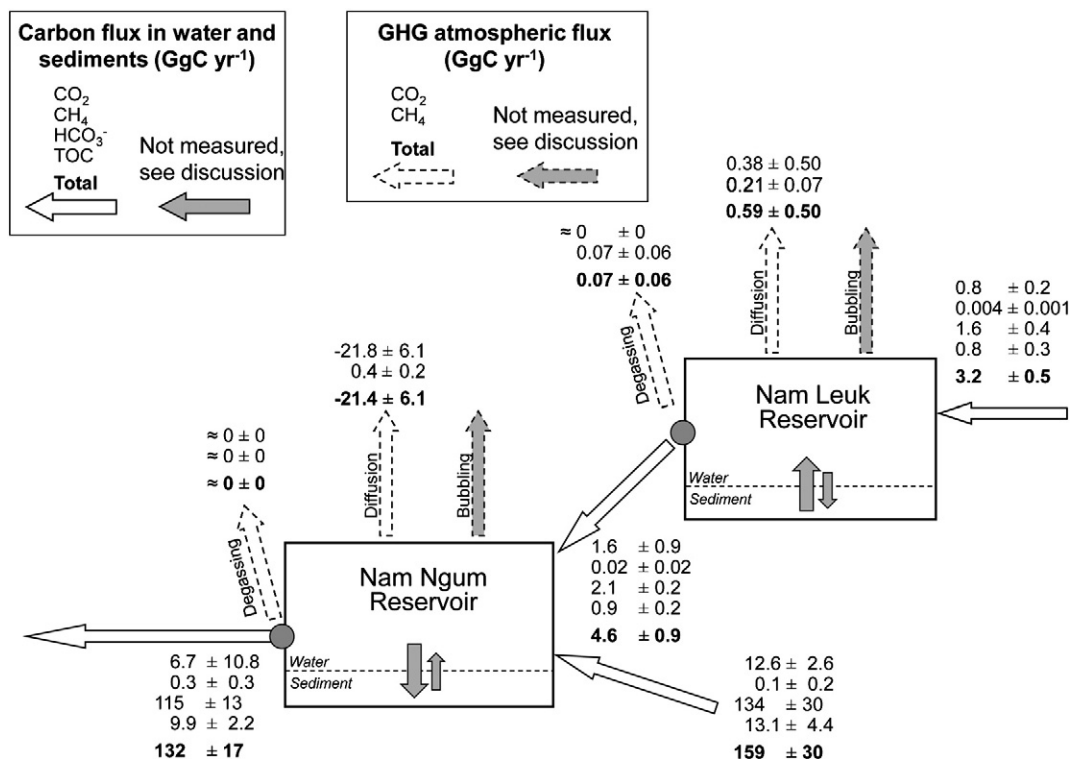 Carbon flux in water and
sediments (GgC yr-1)
CO2
CH4
HCO3-
TOC
Total
Not measured,
see discussion
GHG atmospheric flux
(GgC yr-1)
CO2
CH4
Total
Not measured,
see discussion
0.38 ± 0.50
0.21 ± 0.07
0.59 ± 0.50
≈ 0 ± 0
0.07 ± 0.06
0.07 ± 0.06
Degassing
Diffusion
Bubbling
0.8 ± 0.2
0.004 ± 0.001
1.6 ± 0.4
0.8 ± 0.3
3.2 ± 0.5
Nam Leuk
Reservoir
Water
Sediment
-21.8 ± 6.1
0.4 ± 0.2
-21.4 ± 6.1
≈ 0 ± 0
≈ 0 ± 0
≈ 0 ± 0
Degassing
Diffusion
Bubbling
1.6 ± 0.9
0.02 ± 0.02
2.1 ± 0.2
0.9 ± 0.2
4.6 ± 0.9
Nam Ngum
Reservoir
Water
Sediment
6.7 ± 10.8
0.3 ± 0.3
115 ± 13
9.9 ± 2.2
132 ± 17
12.6 ± 2.6
0.1 ± 0.2
134 ± 30
13.1 ± 4.4
159 ± 30